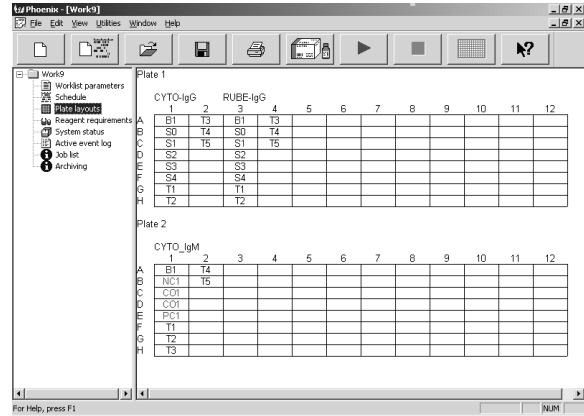 Phoenix - [Work9]
File Edit View Utilities Window Help
Work9
Worklist parameters
Schedule
Plate layouts
Reagent requirements
System status
Active event log
Job list
Archiving
Plate 1
CYTO-IgG RUBE-IgG
1 2 3 4 5 6 7 8 9 10 11 12
A B1 T3 B1 T3
B S0 T4 S0 T4
C S1 T5 S1 T5
D S2 S2
E S3 S3
F S4 S4
G T1 T1
H T2 T2
Plate 2
CYTO_IgM
1 2 3 4 5 6 7 8 9 10 11 12
A B1 T4
B NC1 T5
C CO1
D CO1
E PC1
F T1
G T2
H T3
For Help, press F1
NUM